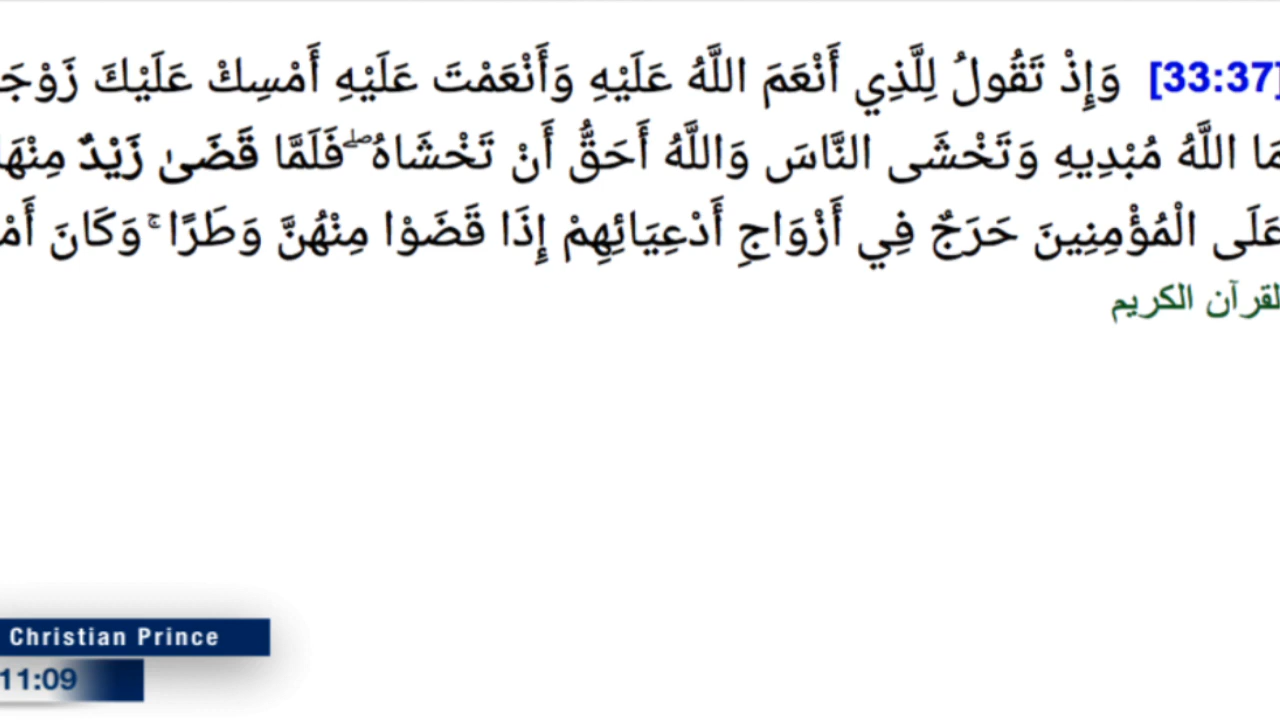 [33:37] وَإِذْ تَقُولُ لِلَّذِي أَنْعَمَ اللَّهُ عَلَيْهِ وَأَنْعَمْتَ عَلَيْهِ أَمْسِكْ عَلَيْكَ زَوْجَ
مَا اللَّهُ مُبْدِيهِ وَتَخْشَى النَّاسَ وَاللَّهُ أَحَقُّ أَنْ تَخْشَاهُ ۖ فَلَمَّا قَضَىٰ زَيْدٌ مِنْهَا
عَلَى الْمُؤْمِنِينَ حَرَجٌ فِي أَزْوَاجِ أَدْعِيَائِهِمْ إِذَا قَضَوْا مِنْهُنَّ وَطَرًا ۚ وَكَانَ أَمْ
لقرآن الكريم
Christian Prince
11:09